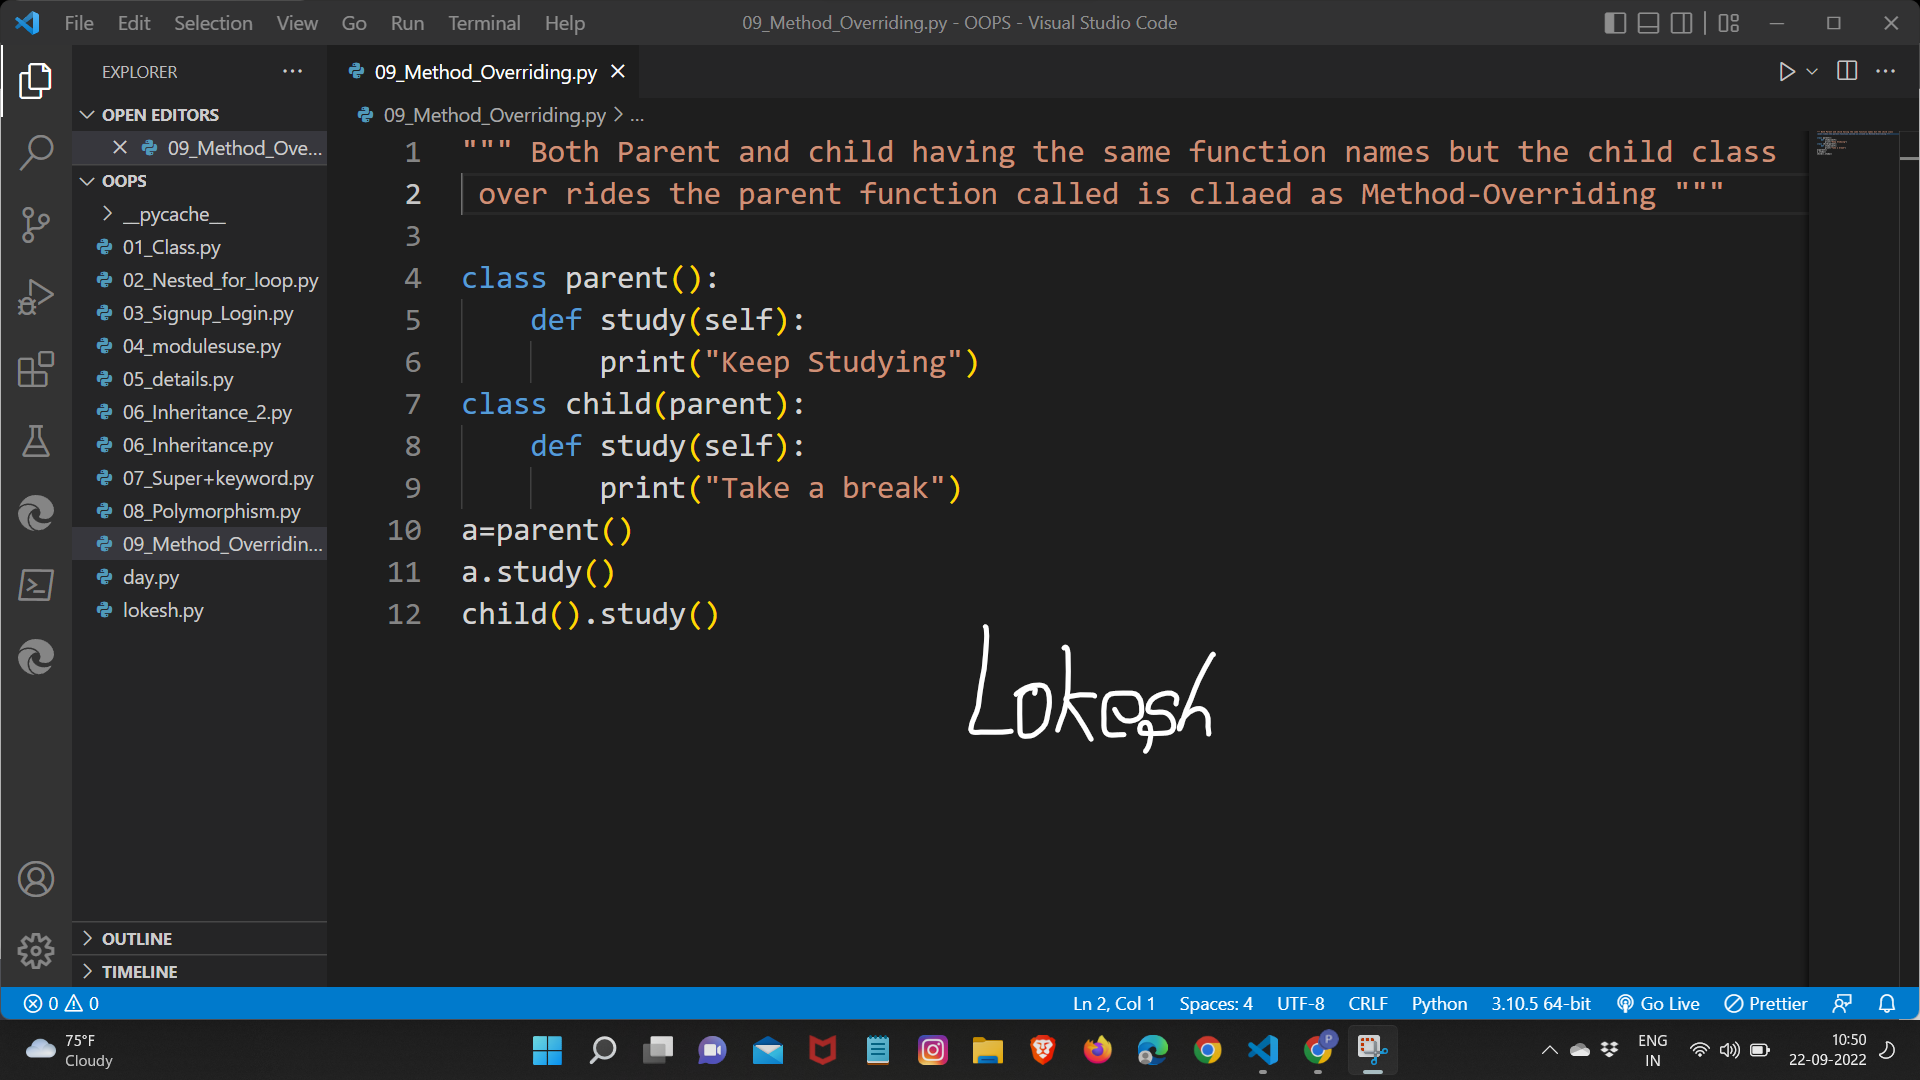 File Edit Selection View Go Run Terminal Help 09_Method_Overriding.py - OOPS - Visual Studio Code
EXPLORER
OPEN EDITORS
09_Method_Ove...
OOPS
__pycache__
01_Class.py
02_Nested_for_loop.py
03_Signup_Login.py
04_modulesuse.py
05_details.py
06_Inheritance_2.py
06_Inheritance.py
07_Super+keyword.py
08_Polymorphism.py
09_Method_Overridin...
day.py
lokesh.py
OUTLINE
TIMELINE
09_Method_Overriding.py
09_Method_Overriding.py > ...
1 """ Both Parent and child having the same function names but the child class
2 over rides the parent function called is cllaed as Method-Overriding """
3
4 class parent():
5 def study(self):
6 print("Keep Studying")
7 class child(parent):
8 def study(self):
9 print("Take a break")
10 a=parent()
11 a.study()
12 child().study()
Lokesh
0 0 Ln 2, Col 1 Spaces: 4 UTF-8 CRLF Python 3.10.5 64-bit Go Live Prettier
75°F
Cloudy
P
ENG
IN
10:50
22-09-2022